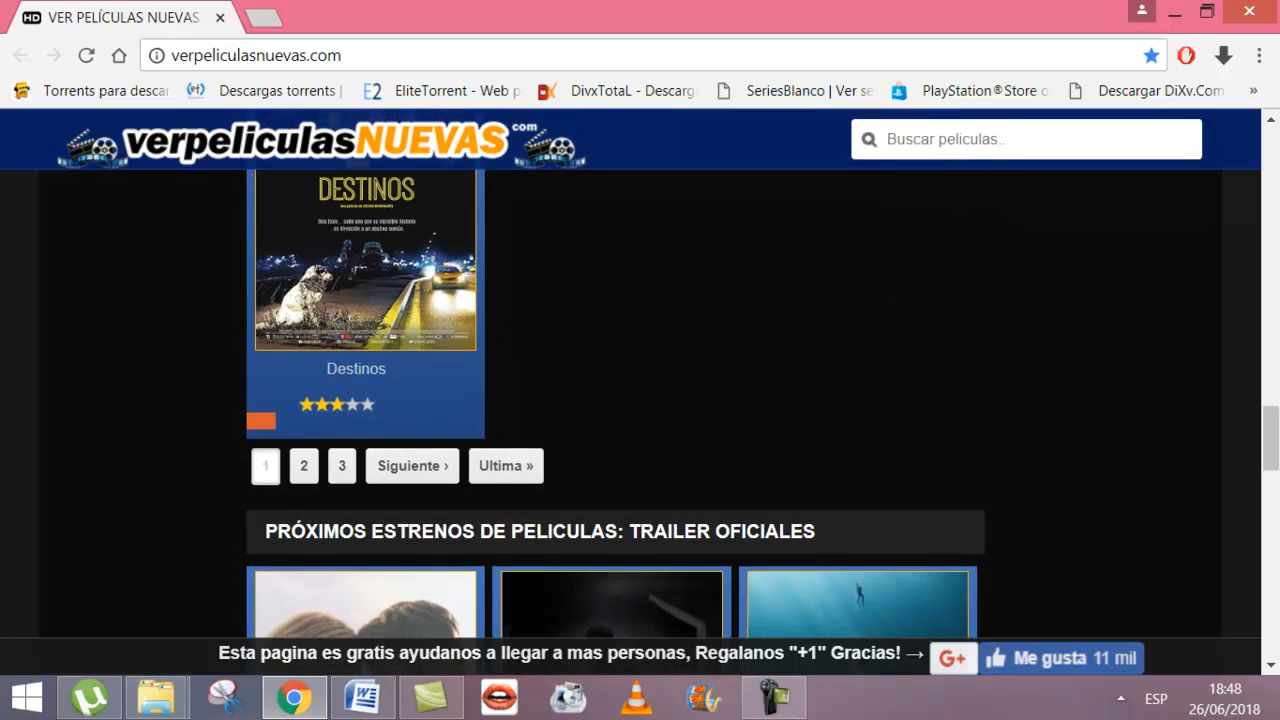 HD VER PELÍCULAS NUEVAS
verpeliculasnuevas.com
Torrents para descar
Descargas torrents |
E2 EliteTorrent - Web p
DivxTotaL - Descarg
SeriesBlanco | Ver se
PlayStation®Store o
Descargar DiXv.Com
»
verpeliculasNUEVAS.com
Buscar peliculas..
DESTINOS
Destinos
1 2 3 Siguiente › Ultima »
PRÓXIMOS ESTRENOS DE PELICULAS: TRAILER OFICIALES
Esta pagina es gratis ayudanos a llegar a mas personas, Regalanos "+1" Gracias! →
G+ Me gusta 11 mil
ESP
18:48
26/06/2018